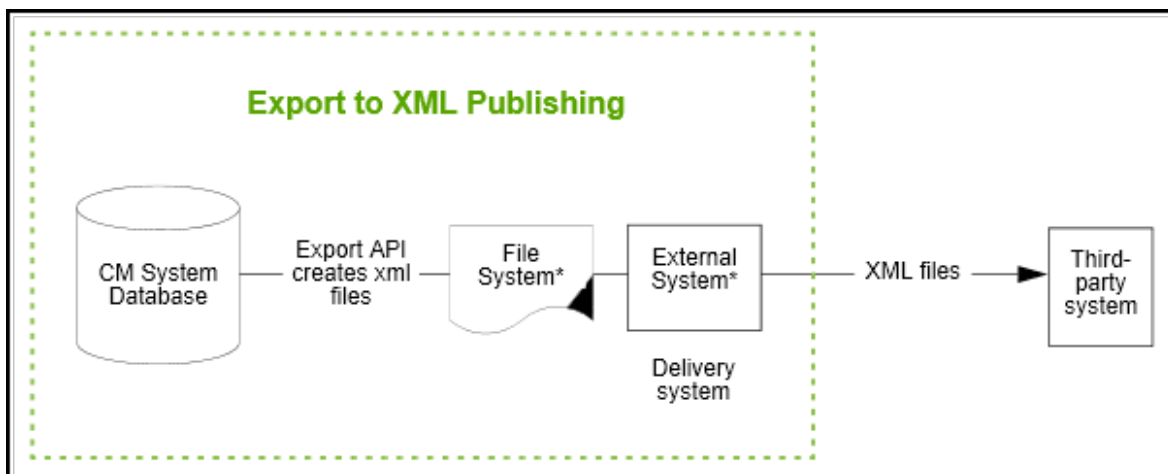 Export to XML Publishing
CM System
Database
Export API
creates xml
files
File
System*
External
System*
Delivery
system
XML files
Third-
party
system